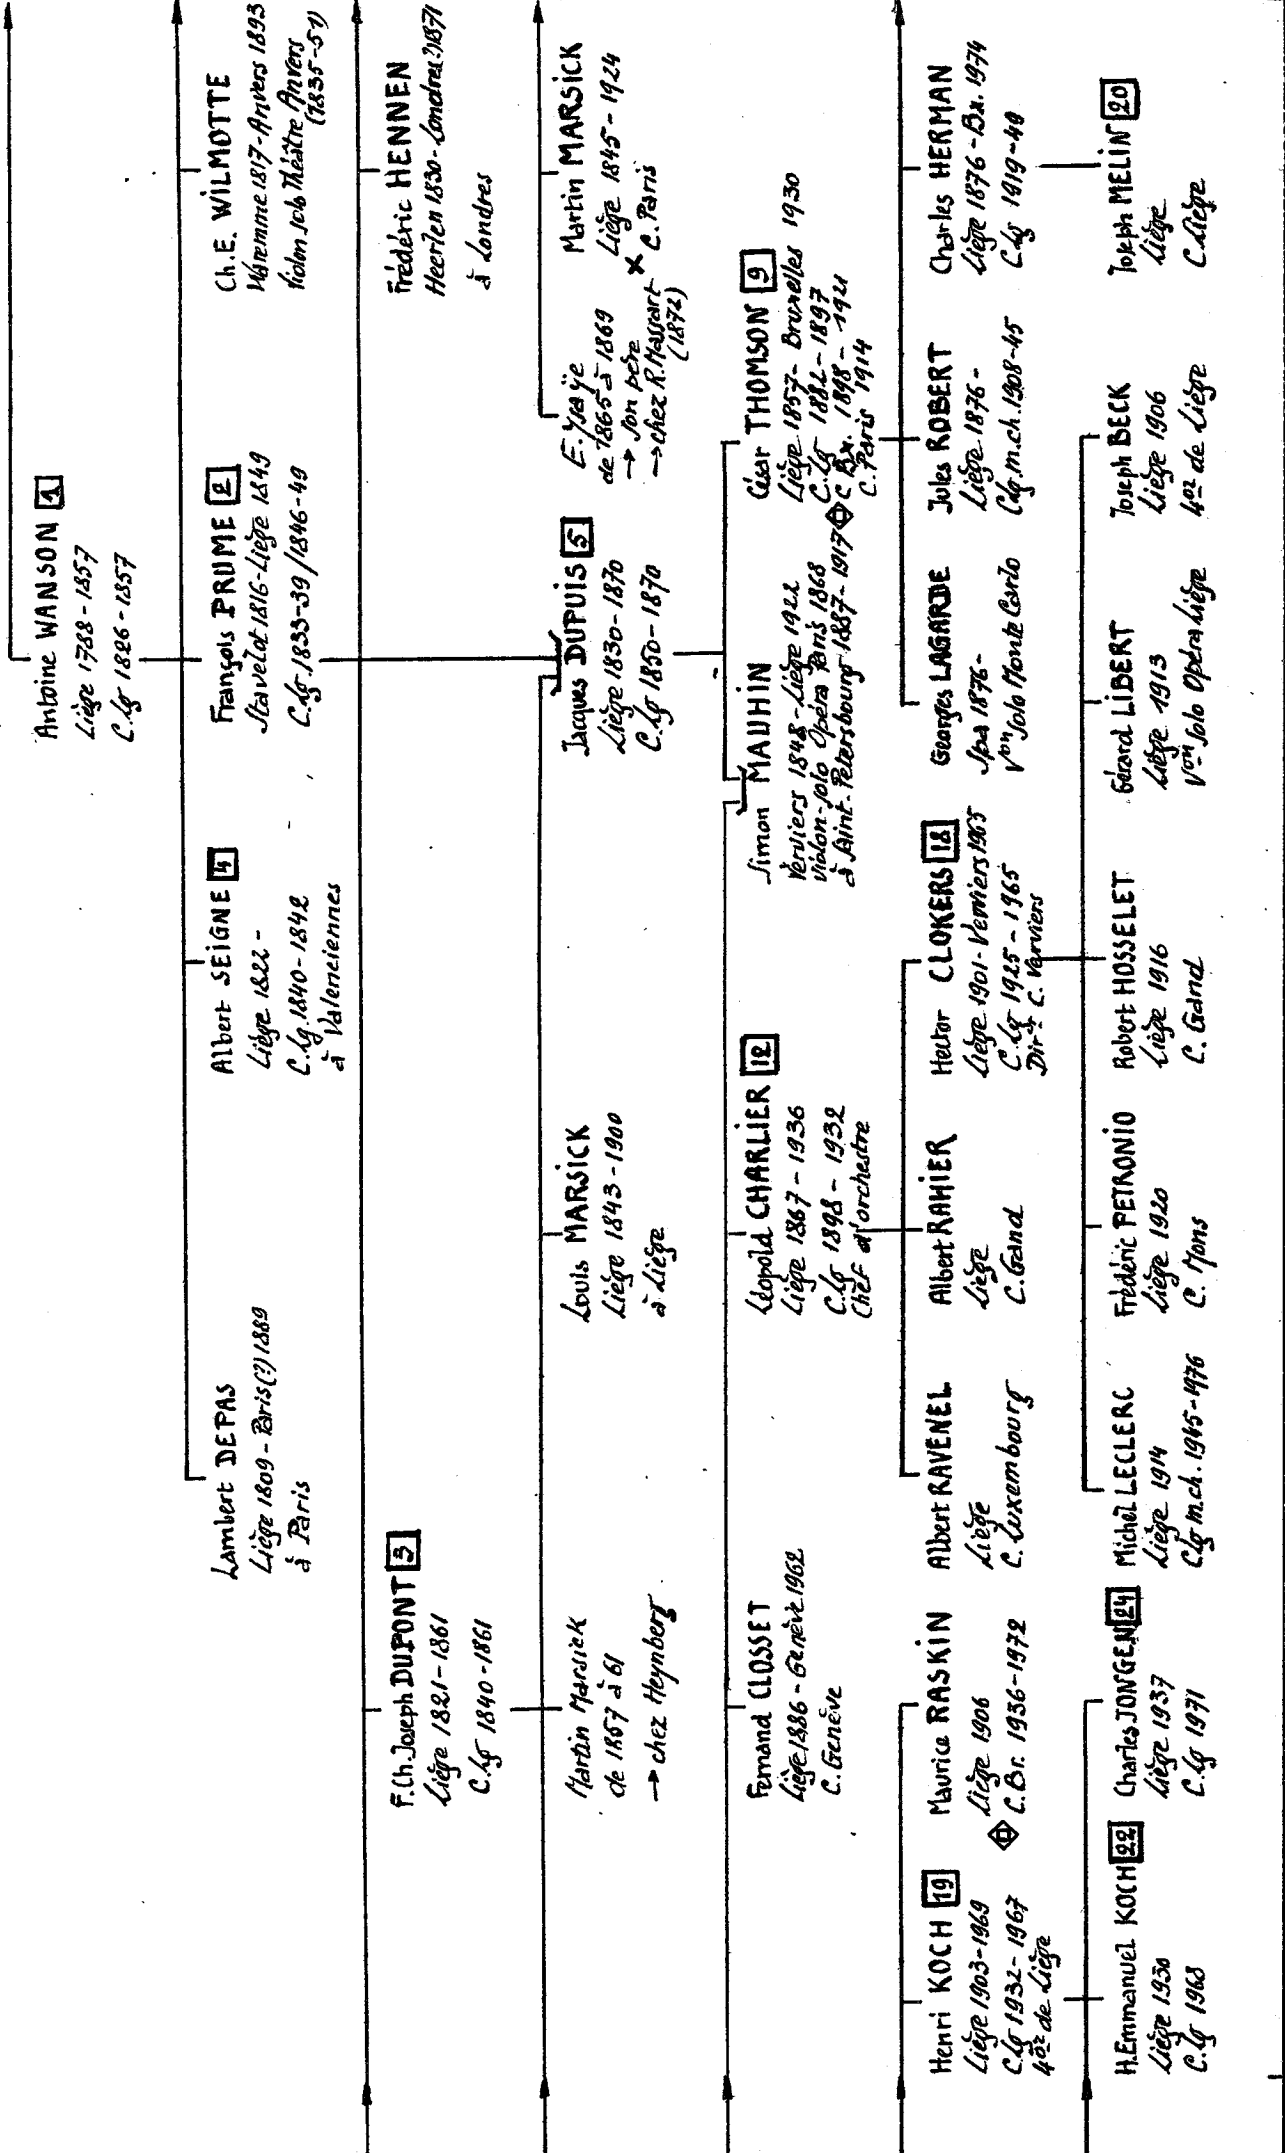 Antoine WANSON 1
Liège 1788-1857
C. Lg 1826-1857
Lambert DEPAS
Liège 1809-Paris(?) 1889
à Paris
Albert SEIGNE 4
Liège 1822-
C. Lg. 1840-1842
à Valenciennes
François PRUME 2
Stavelot 1816-Liège 1849
C. Lg. 1833-39/1846-49
Ch. E. WILMOTTE
Waremme 1817-Anvers 1893
Violon solo Théâtre Anvers
(1835-51)
F. Ch. Joseph DUPONT 3
Liège 1821-1861
C. Lg 1840-1861
Frédéric HENNEN
Heerlen 1830-Londres? 1871
à Londres
Martin Marsick
de 1857 à 61
→ chez Heynberg
Louis MARSICK
Liège 1843-1900
à Liège
Jacques DUPUIS 5
Liège 1830-1870
C. Lg 1850-1870
E. Ysaÿe
de 1865 à 1869
→ son père
→ chez R. Massart
(1872)
Martin MARSICK
Liège 1845-1924
× C. Paris
Fernand CLOSSET
Liège 1886-Genève 1962
C. Genève
Léopold CHARLIER 12
Liège 1867-1936
C. Lg 1898-1932
Chef d'orchestre
Simon MAUHIN
Verviers 1848-Liège 1922
Violon-solo Opéra Paris 1868
à Saint-Petersbourg 1887-1917
César THOMSON 9
Liège 1857-Bruxelles 1930
C. Lg 1882-1897
C Bx. 1898-1921
C. Paris 1914
Henri KOCH 19
Liège 1903-1969
C. Lg 1932-1967
4or de Liège
Maurice RASKIN
Liège 1906
C. Br. 1936-1972
Albert RAVENEL
Liège
C. Luxembourg
Albert RAHIER
Liège
C. Gand
Hector CLOKERS 18
Liège 1901-Verviers 1965
C. Lg 1925-1965
Dir. C. Verviers
Georges LAGARDE
Spa 1876-
Von Solo Monte Carlo
Jules ROBERT
Liège 1876-
C Lg m. ch. 1908-45
Charles HERMAN
Liège 1876-Bx. 1974
C Lg 1919-40
H. Emmanuel KOCH 22
Liège 1930
C. Lg 1968
Charles JONGEN 24
Liège 1937
C. Lg 1971
Michel LECLERC
Liège 1914
C Lg m. ch. 1945-1976
Frédéric PETRONIO
Liège 1920
C. Mons
Robert HOSSELET
Liège 1916
C. Gand
Gérard LIBERT
Liège 1913
Von Solo Opéra Liège
Joseph BECK
Liège 1906
4or de Liège
Joseph MELIN 20
Liège
C. Liège